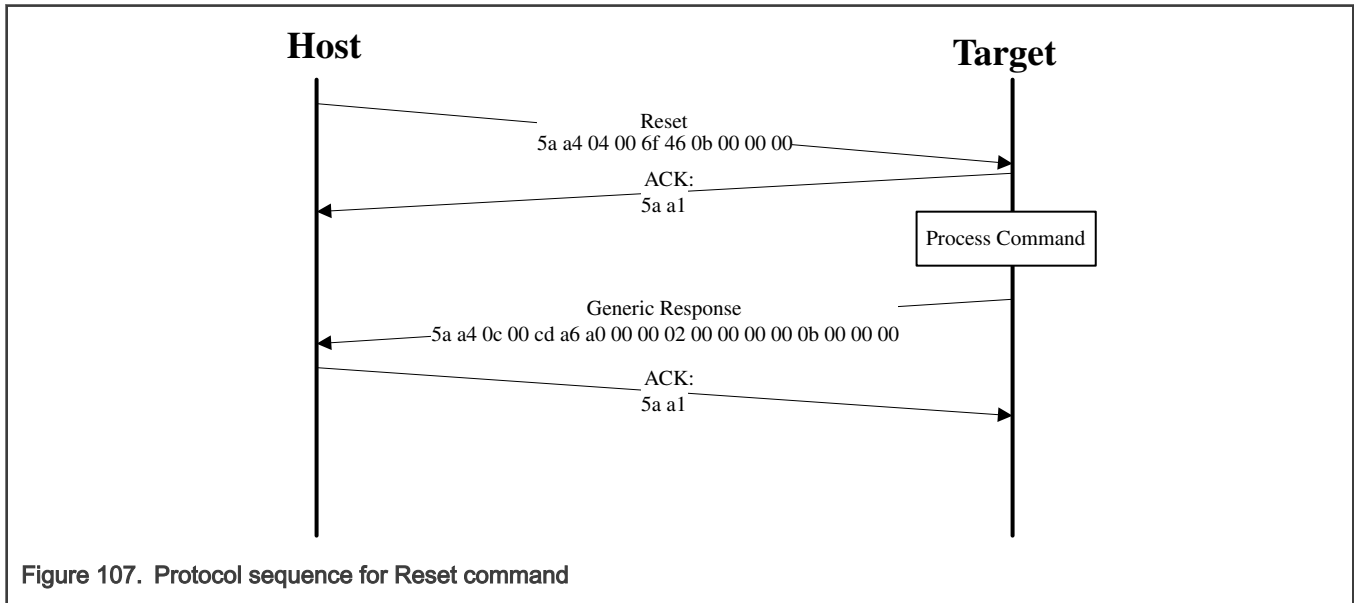 Host
Target
Reset
5a a4 04 00 6f 46 0b 00 00 00
ACK:
5a a1
Process Command
Generic Response
5a a4 0c 00 cd a6 a0 00 00 02 00 00 00 00 0b 00 00 00
ACK:
5a a1
Figure 107. Protocol sequence for Reset command